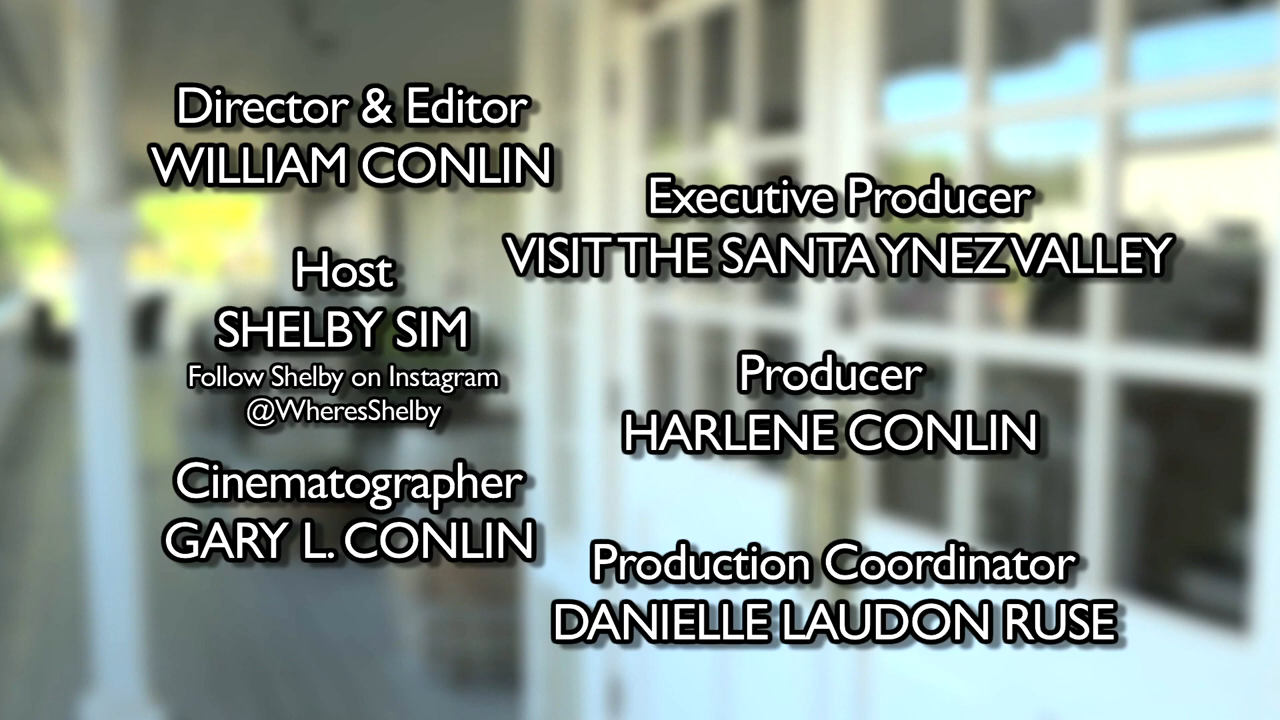 Director & Editor
WILLIAM CONLIN
Host
SHELBY SIM
Follow Shelby on Instagram
@WheresShelby
Cinematographer
GARY L. CONLIN
Executive Producer
VISIT THE SANTA YNEZ VALLEY
Producer
HARLENE CONLIN
Production Coordinator
DANIELLE LAUDON RUSE